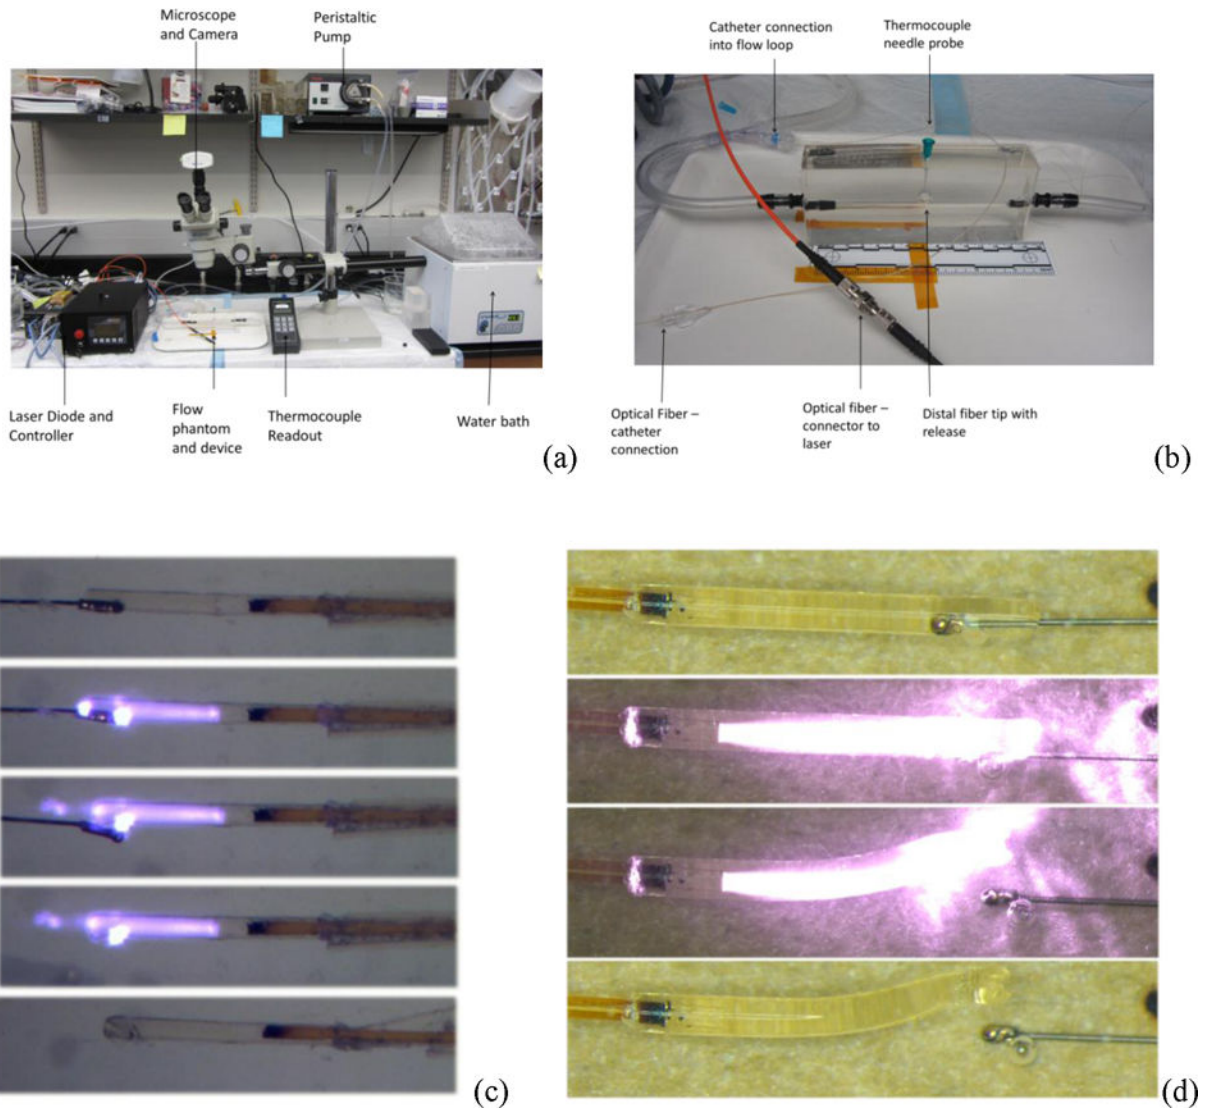 Microscope
and Camera
Peristaltic
Pump
Laser Diode and
Controller
Flow
phantom
and device
Thermocouple
Readout
Water bath
(a)
Catheter connection
into flow loop
Thermocouple
needle probe
Optical Fiber –
catheter
connection
Optical fiber –
connector to
laser
Distal fiber tip with
release
(b)
(c)
(d)